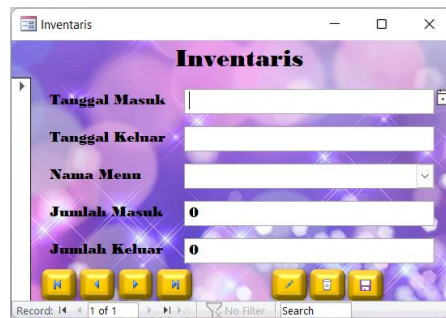 Inventaris
Inventaris
Tanggal Masuk
Tanggal Keluar
Nama Menu
Jumlah Masuk 0
Jumlah Keluar 0
Record: 1 of 1 No Filter Search